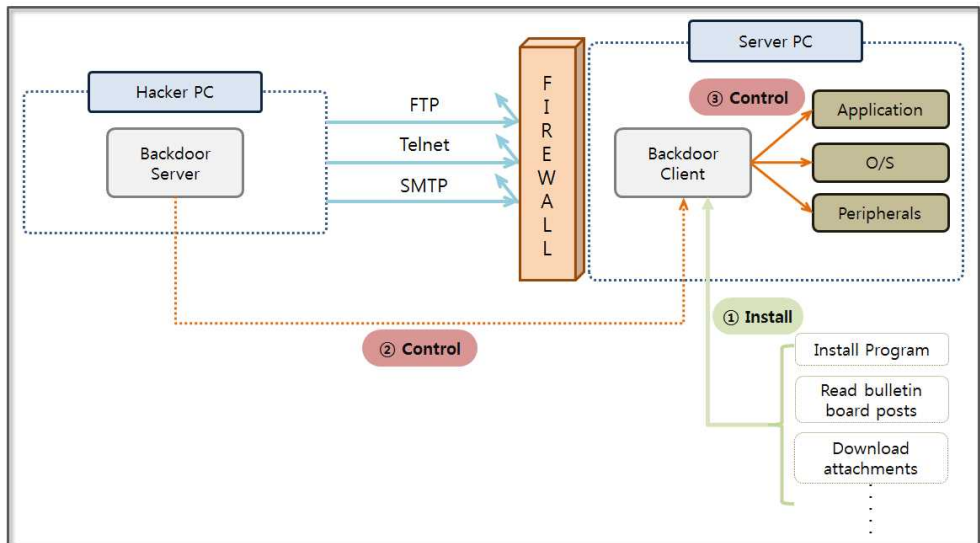 Server PC
Hacker PC
FIREWALL
③ Control
FTP
Application
Telnet
Backdoor
Server
Backdoor
Client
O/S
SMTP
Peripherals
① Install
② Control
Install Program
Read bulletin
board posts
Download
attachments